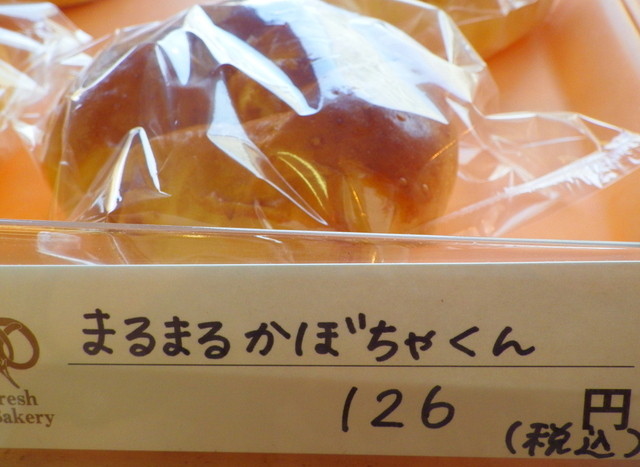 まるまるかぼちゃくん
126 円
(税込)
resh
akery